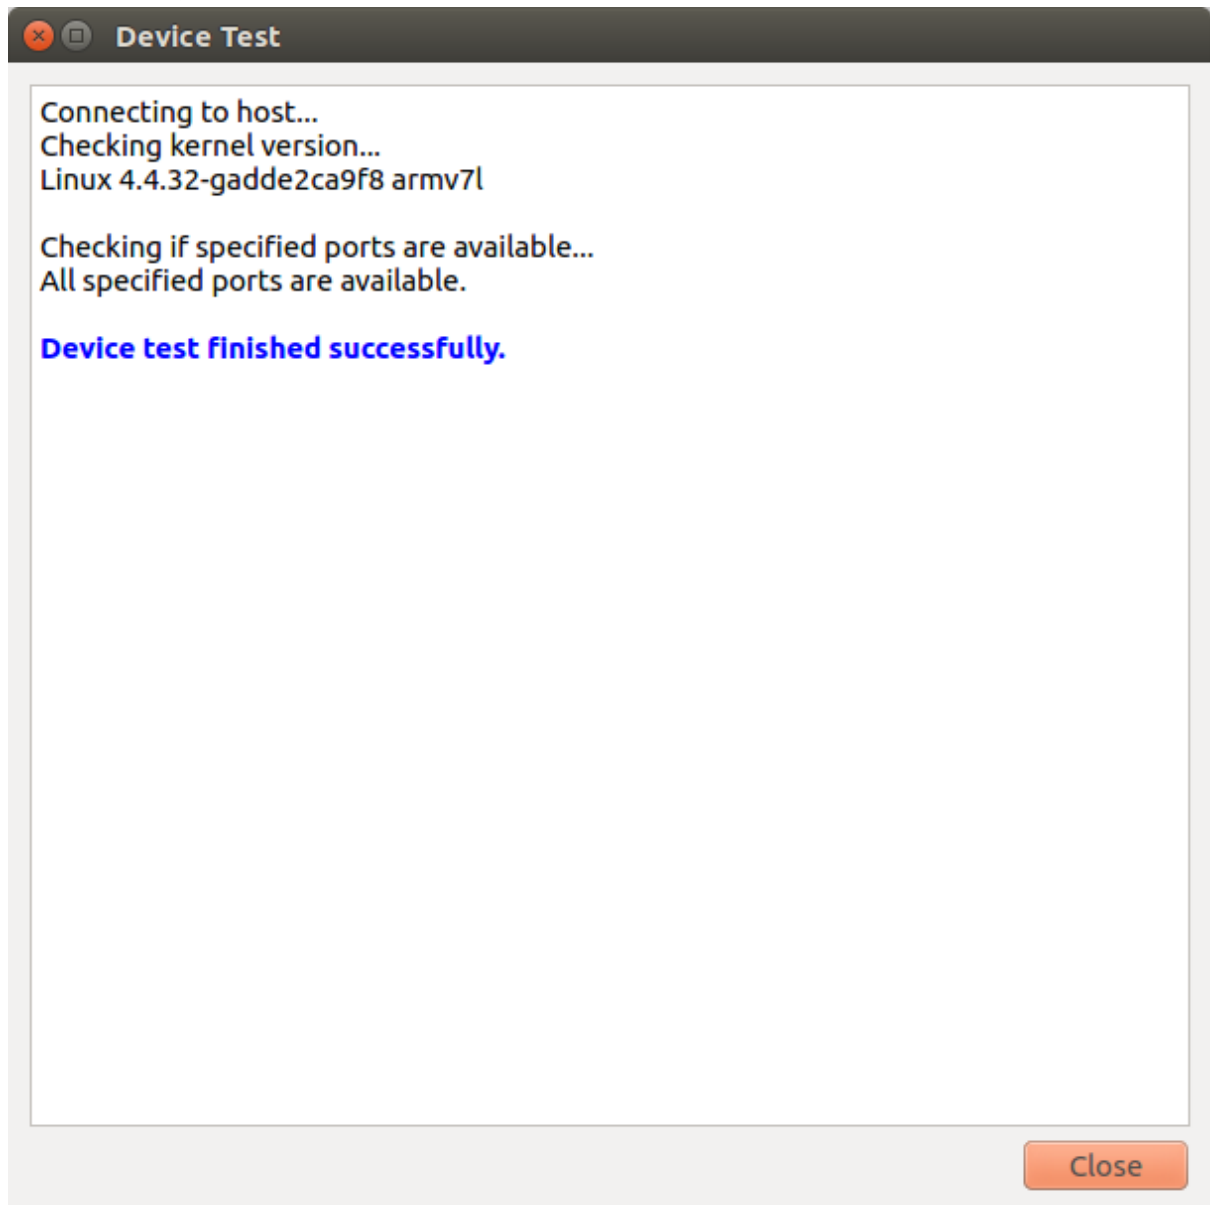 Device Test
Connecting to host...
Checking kernel version...
Linux 4.4.32-gadde2ca9f8 armv7l
Checking if specified ports are available...
All specified ports are available.
Device test finished successfully.
Close